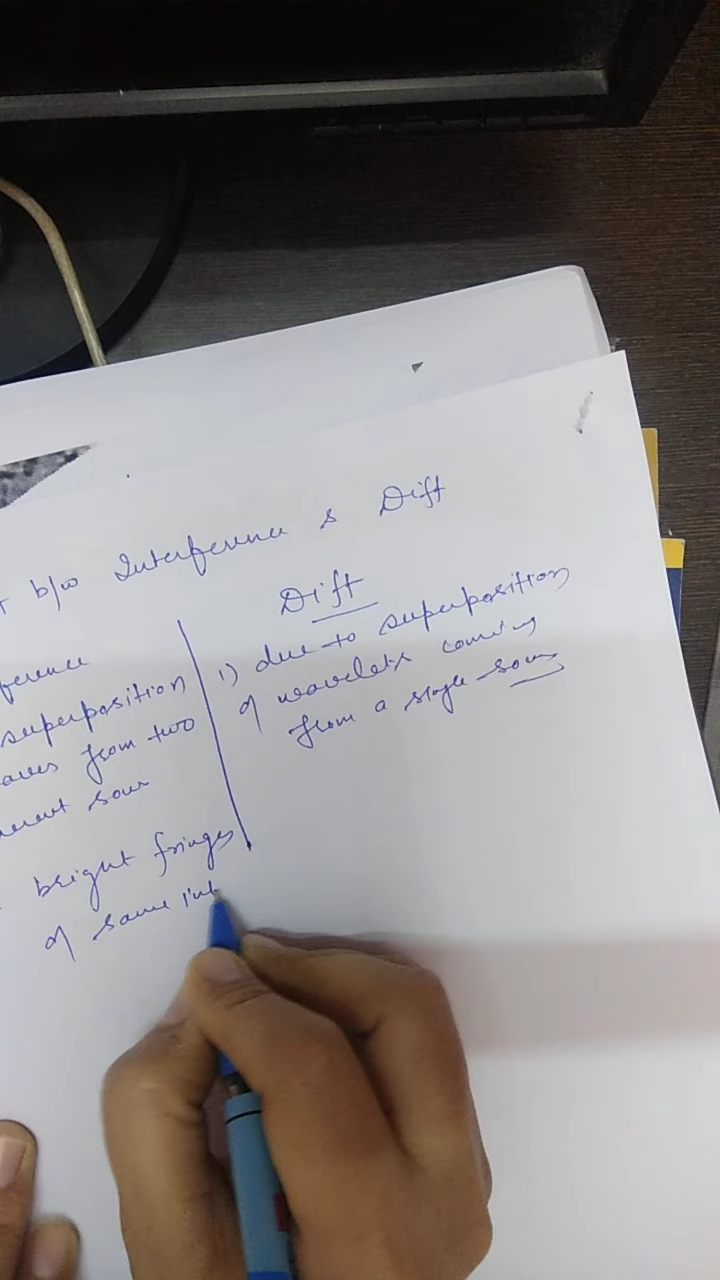 b/w Interference & Diff
ference
superposition
aves from two
erent sour
bright fringes
of same int
Diff
1) due to superposition
of wavelets coming
from a single sour